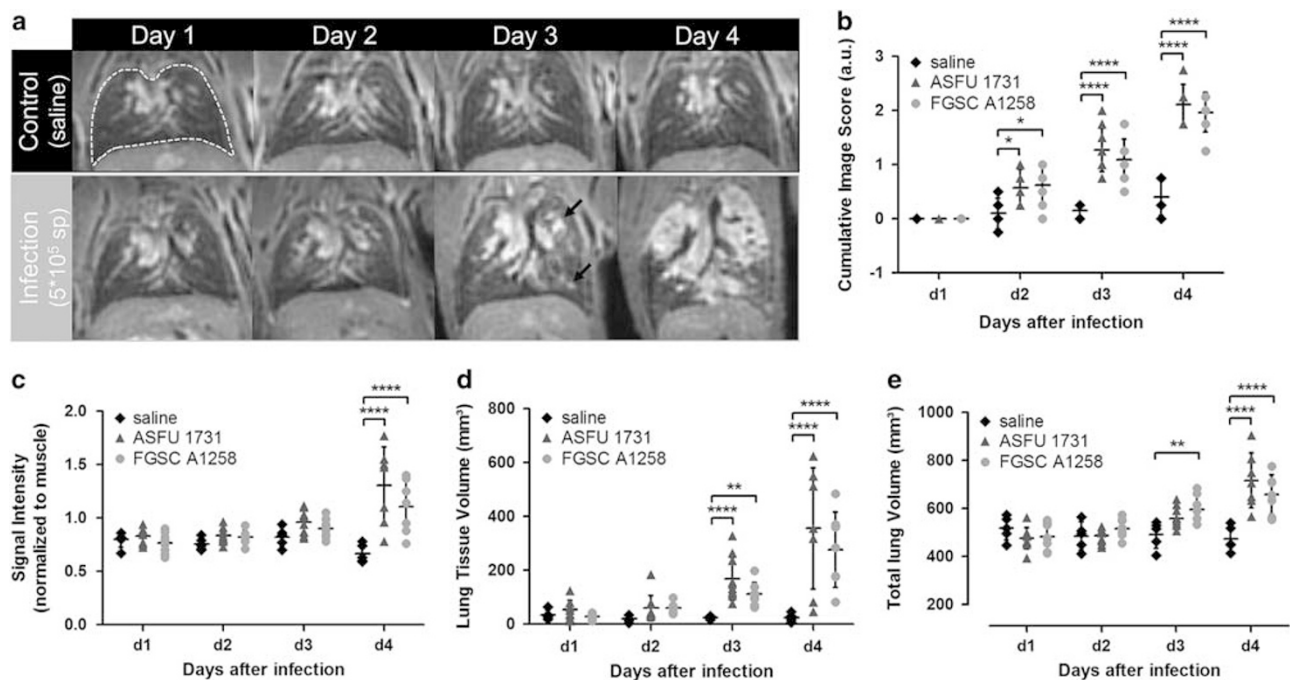 a
Day 1 Day 2 Day 3 Day 4
Control
(saline)
Infection
(5*10⁵ sp)
b
saline
ASFU 1731
FGSC A1258
Cumulative Image Score (a.u.)
3
2
1
0
-1
* * **** **** **** ****
d1 d2 d3 d4
Days after infection
c
saline
ASFU 1731
FGSC A1258
Signal Intensity
(normalized to muscle)
2.0
1.5
1.0
0.5
0.0
**** ****
d1 d2 d3 d4
Days after infection
d
saline
ASFU 1731
FGSC A1258
Lung Tissue Volume (mm³)
800
600
400
200
0
**** ** **** ****
d1 d2 d3 d4
Days after infection
e
saline
ASFU 1731
FGSC A1258
Total lung Volume (mm³)
1000
800
600
400
200
** **** ****
d1 d2 d3 d4
Days after infection